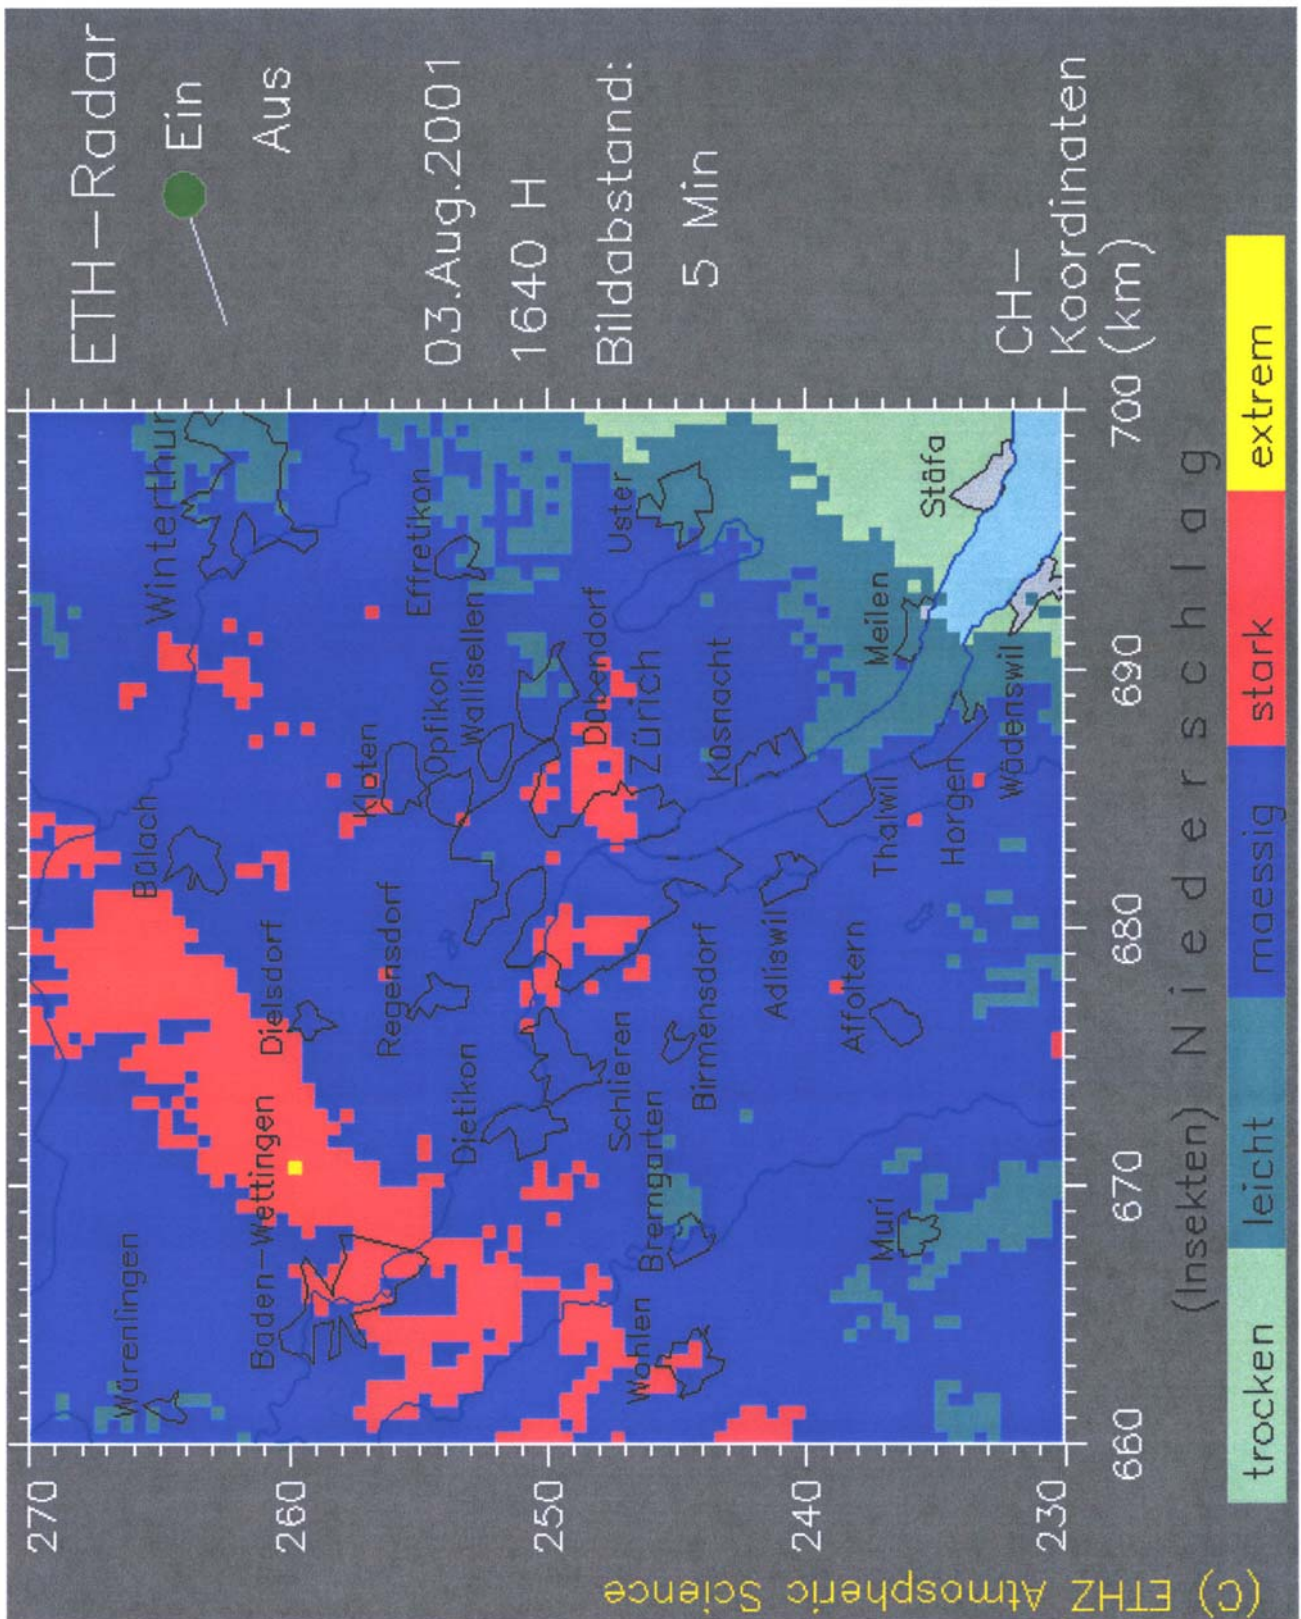 ETH-Radar
Ein
Aus
03.Aug.2001
1640 H
Bildabstand:
5 Min
CH-
Koordinaten
(km)
270
260
250
240
230
660
670
680
690
700
Winterthur
Effretikon
Uster
Stäfa
Bülach
Kloten
Opfikon
Wallisellen
Dübendorf
Zürich
Küsnacht
Meilen
Dielsdorf
Regensdorf
Adliswil
Thalwil
Horgen
Wädenswil
Würenlingen
Baden-Wettingen
Dietikon
Schlieren
Birmensdorf
Affoltern
Bremgarten
Wohlen
Muri
(Insekten) Niederschlag
trocken
leicht
maessig
stark
extrem
(C) ETHZ Atmospheric Science